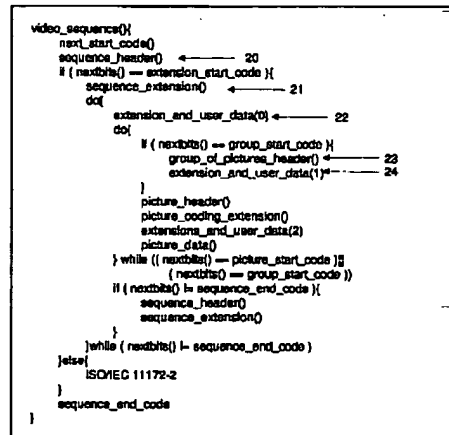 video_sequence(){
next_start_code()
sequence_header() 20
if ( nextbits() == extension_start_code ){
sequence_extension() 21
do{
extension_and_user_data(0) 22
do{
if ( nextbits() == group_start_code ){
group_of_pictures_header() 23
extension_and_user_data(1) 24
}
picture_header()
picture_coding_extension()
extensions_and_user_data(2)
picture_data()
} while (( nextbits() == picture_start_code ) ||
( nextbits() == group_start_code ))
if ( nextbits() != sequence_end_code ){
sequence_header()
sequence_extension()
}
}while ( nextbits() != sequence_end_code )
}else{
ISO/IEC 11172-2
}
sequence_end_code
}